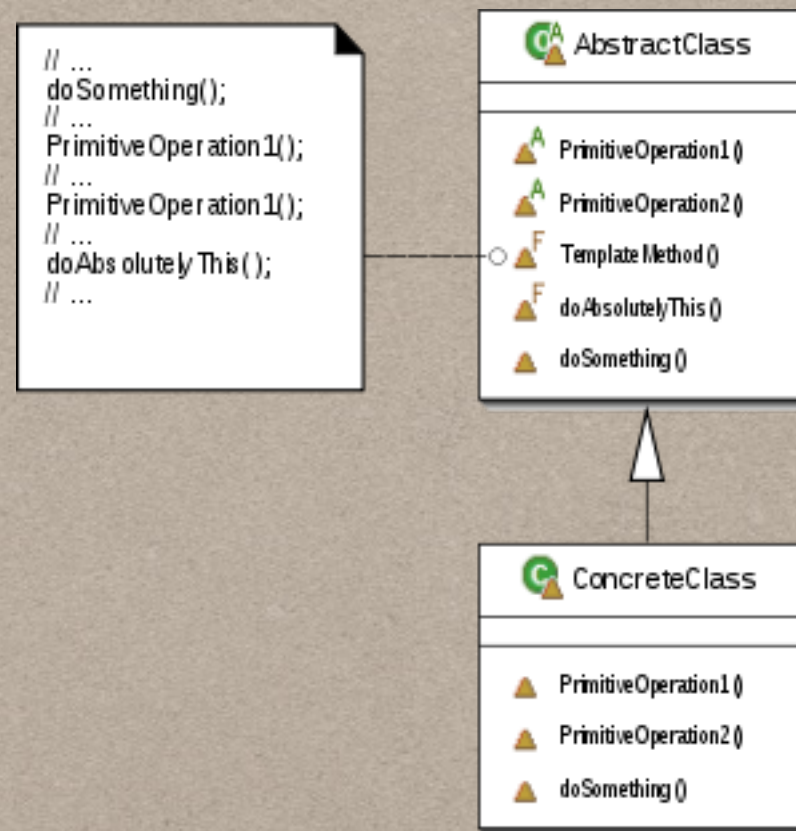 // ...
doSomething();
// ...
PrimitiveOperation1();
// ...
PrimitiveOperation1();
// ...
doAbsolutelyThis();
// ...
C A AbstractClass
A PrimitiveOperation1()
A PrimitiveOperation2()
F TemplateMethod()
F doAbsolutelyThis()
doSomething()
C ConcreteClass
PrimitiveOperation1()
PrimitiveOperation2()
doSomething()